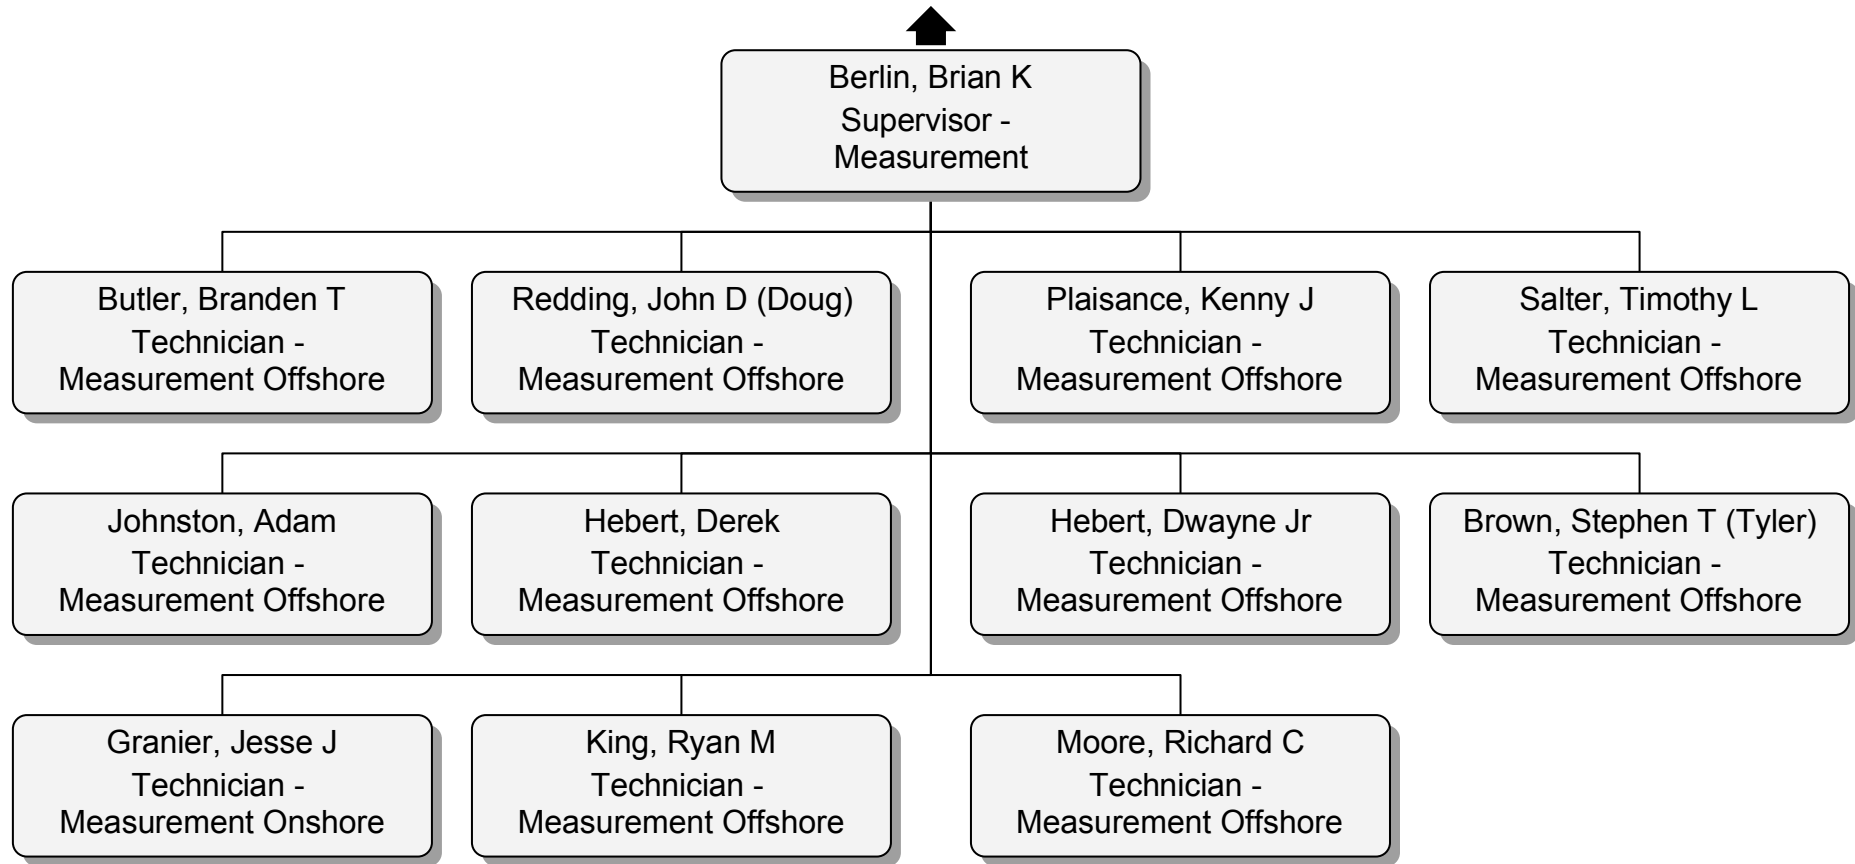 Berlin, Brian K
Supervisor -
Measurement
Butler, Branden T
Technician -
Measurement Offshore
Redding, John D (Doug)
Technician -
Measurement Offshore
Plaisance, Kenny J
Technician -
Measurement Offshore
Salter, Timothy L
Technician -
Measurement Offshore
Johnston, Adam
Technician -
Measurement Offshore
Hebert, Derek
Technician -
Measurement Offshore
Hebert, Dwayne Jr
Technician -
Measurement Offshore
Brown, Stephen T (Tyler)
Technician -
Measurement Offshore
Granier, Jesse J
Technician -
Measurement Onshore
King, Ryan M
Technician -
Measurement Offshore
Moore, Richard C
Technician -
Measurement Offshore